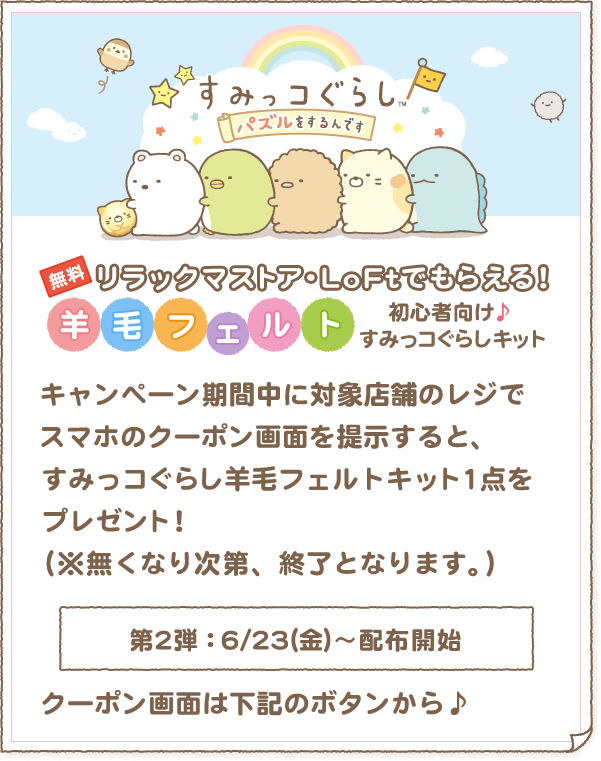 すみっコぐらし™
パズルをするんです
無料 リラックマストア・LoFtでもらえる！
羊毛フェルト
初心者向け♪
すみっコぐらしキット
キャンペーン期間中に対象店舗のレジで
スマホのクーポン画面を提示すると、
すみっコぐらし羊毛フェルトキット1点を
プレゼント！
(※無くなり次第、終了となります。)
第2弾：6/23(金)～配布開始
クーポン画面は下記のボタンから♪